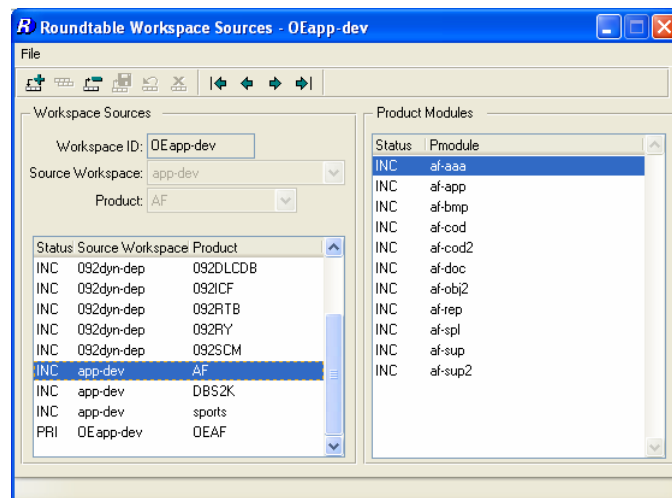 Roundtable Workspace Sources - OEapp-dev
File
Workspace Sources
Workspace ID: OEapp-dev
Source Workspace: app-dev
Product: AF
Status Source Workspace Product
INC 092dyn-dep 092DLCDB
INC 092dyn-dep 092ICF
INC 092dyn-dep 092RTB
INC 092dyn-dep 092RY
INC 092dyn-dep 092SCM
INC app-dev AF
INC app-dev DBS2K
INC app-dev sports
PRI OEapp-dev OEAF
Product Modules
Status Pmodule
INC af-aaa
INC af-app
INC af-bmp
INC af-cod
INC af-cod2
INC af-doc
INC af-obj2
INC af-rep
INC af-spl
INC af-sup
INC af-sup2